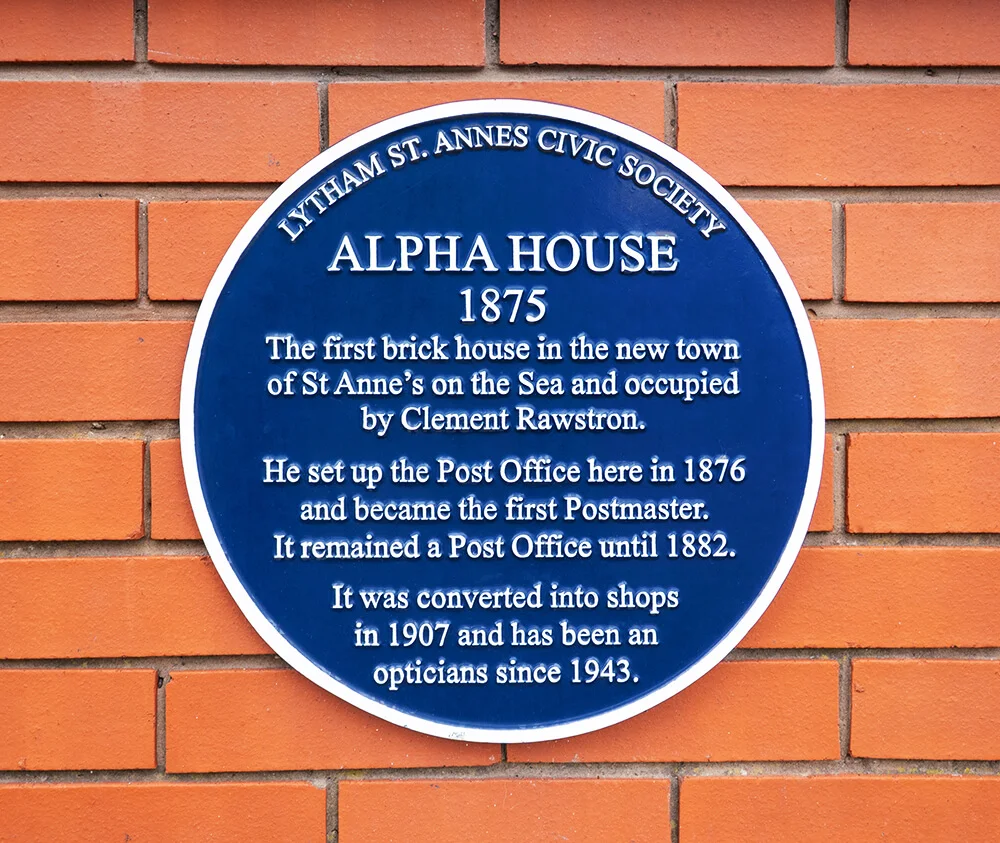 LYTHAM ST. ANNES CIVIC SOCIETY
ALPHA HOUSE
1875
The first brick house in the new town
of St Anne’s on the Sea and occupied
by Clement Rawstron.
He set up the Post Office here in 1876
and became the first Postmaster.
It remained a Post Office until 1882.
It was converted into shops
in 1907 and has been an
opticians since 1943.